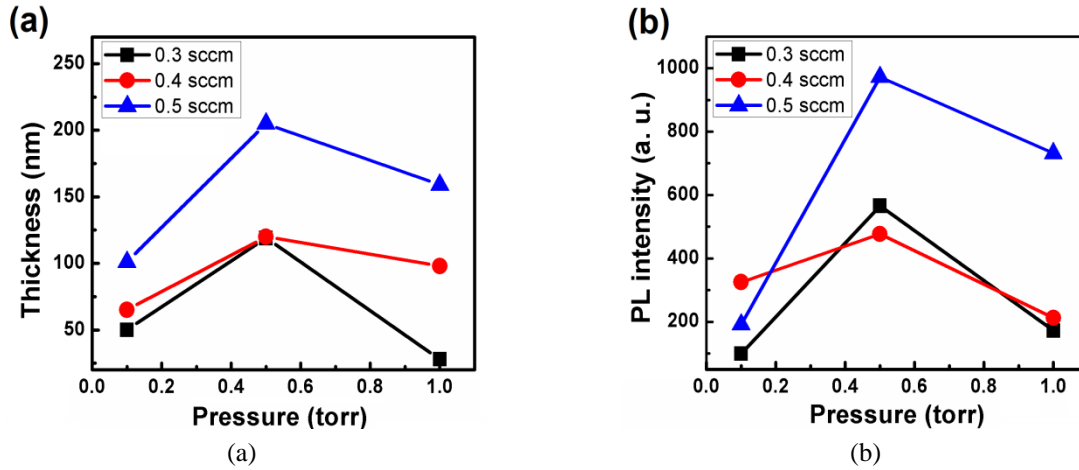 (a)
250
200
150
100
50
0.0 0.2 0.4 0.6 0.8 1.0
Thickness (nm)
Pressure (torr)
0.3 sccm
0.4 sccm
0.5 sccm
(a)
(b)
1000
800
600
400
200
0.0 0.2 0.4 0.6 0.8 1.0
PL intensity (a. u.)
Pressure (torr)
0.3 sccm
0.4 sccm
0.5 sccm
(b)